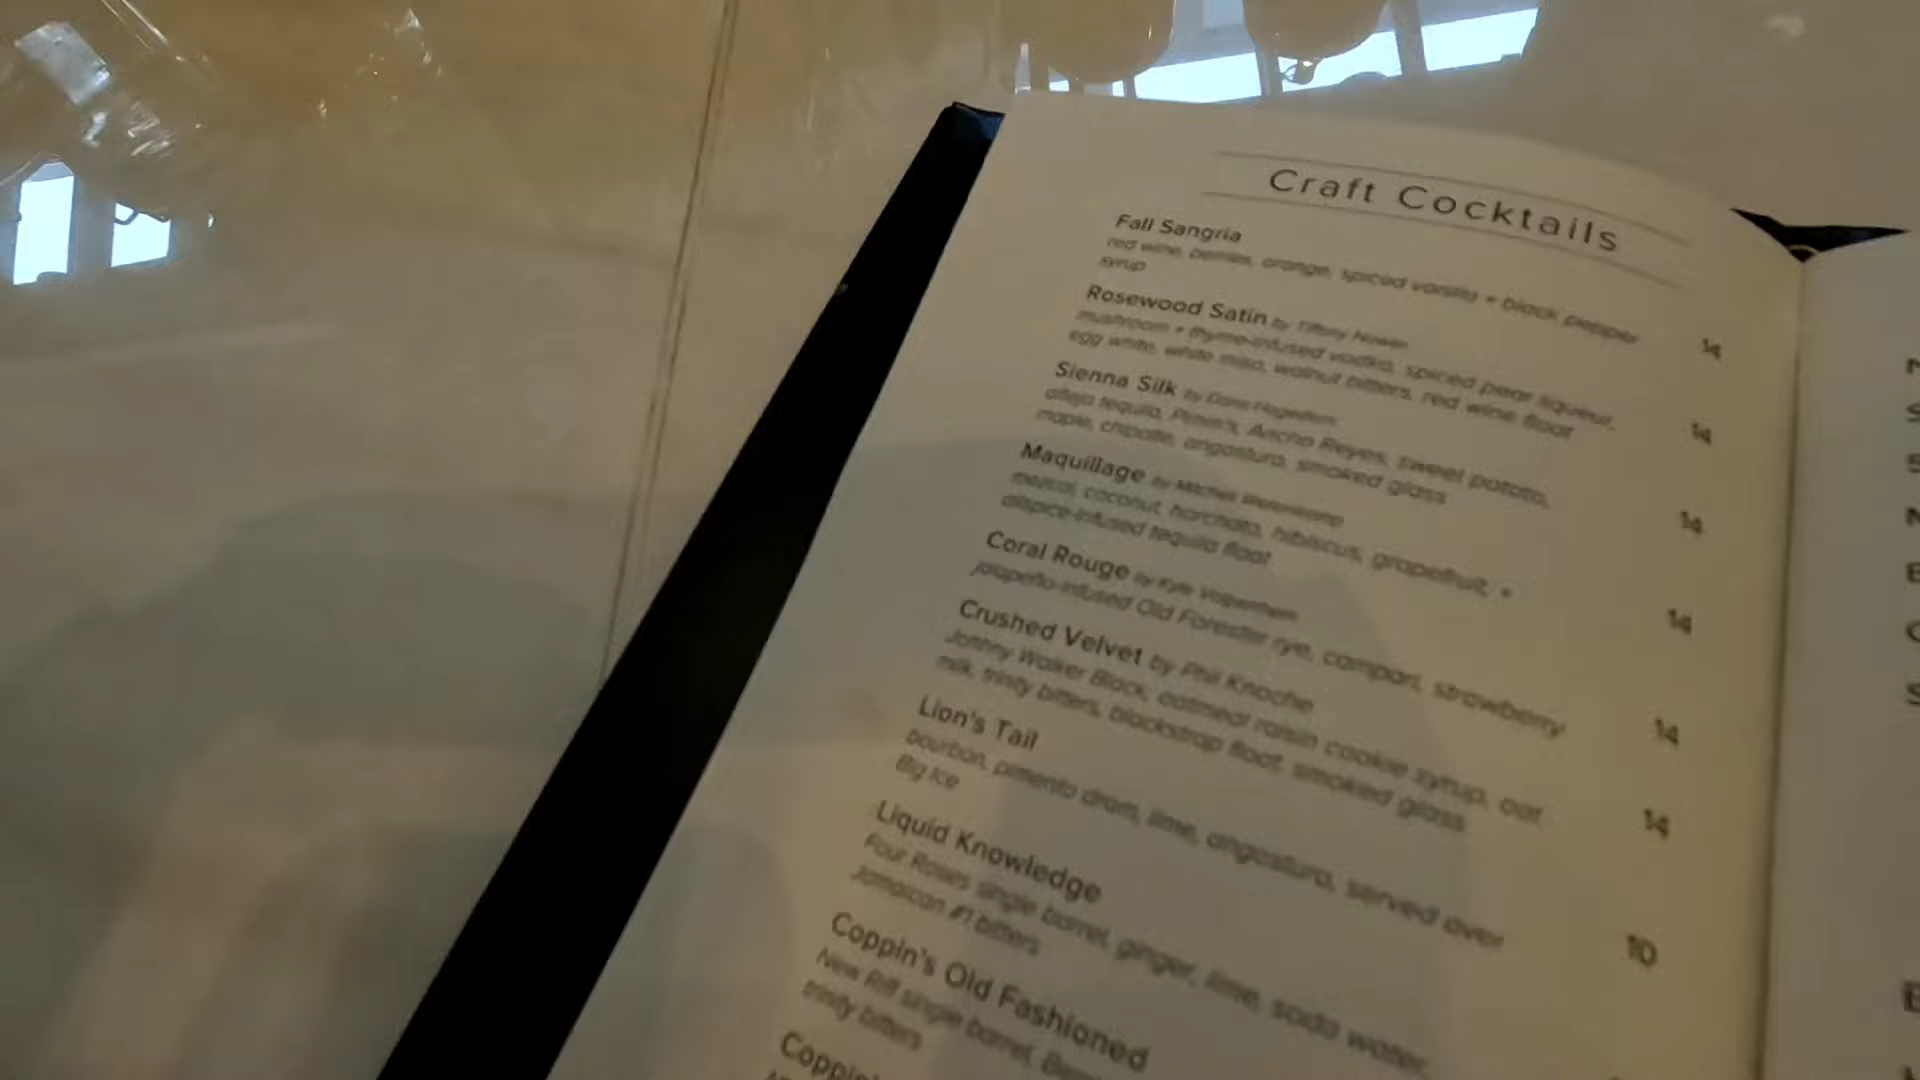 Craft Cocktails
Fall Sangria
red wine, berries, orange, spiced vanilla + black pepper
syrup
14
Rosewood Satin by Tiffany
mushroom + thyme-infused vodka, spiced pear liqueur,
egg white, white miso, walnut bitters, red wine float
14
Sienna Silk by
añejo tequila, Pimm's, Ancho Reyes, sweet potato,
maple, chipotle, angostura, smoked glass
14
Maquillage by
mezcal, coconut, horchata, hibiscus, grapefruit, +
allspice-infused tequila float
14
Coral Rouge by Kyle
jalapeño-infused Old Forester rye, campari, strawberry
14
Crushed Velvet by Phil Knoche
Johnny Walker Black, oatmeal raisin cookie syrup, oat
milk, trinity bitters, blackstrap float, smoked glass
14
Lion's Tail
bourbon, pimento dram, lime, angostura, served over
Big Ice
10
Liquid Knowledge
Four Roses single barrel, ginger, lime, soda water,
Jamaican #1 bitters
Coppin's Old Fashioned
New Riff single barrel,
trinity bitters
Coppin's